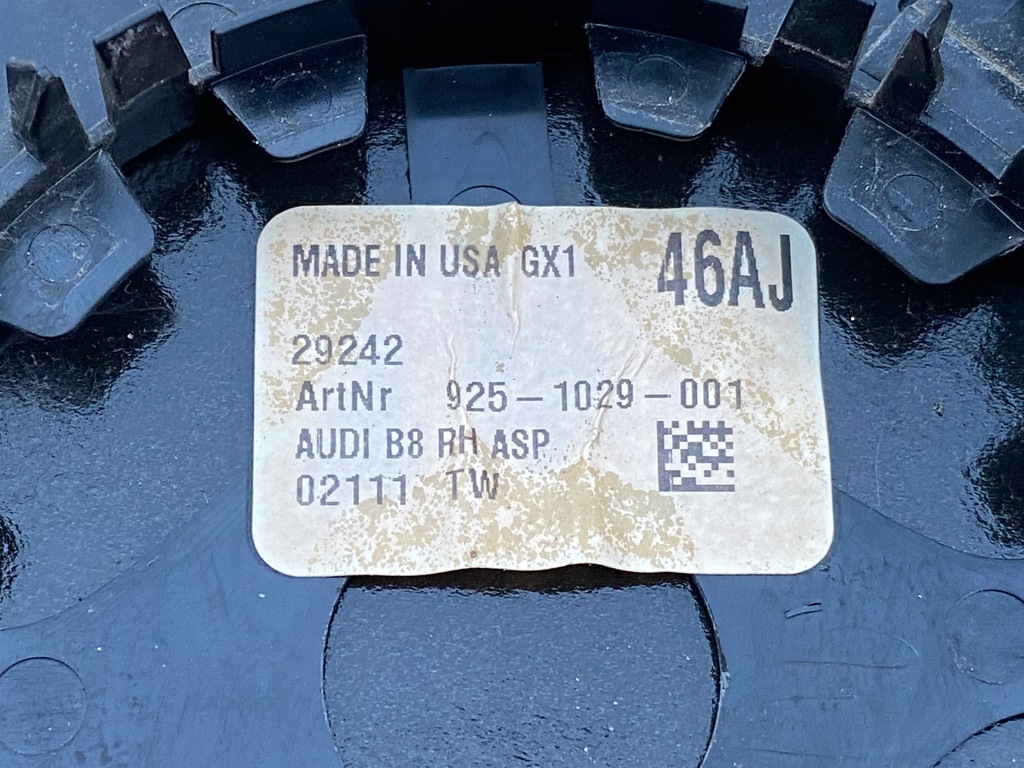 MADE IN USA GX1 46AJ
29242
ArtNr 925-1029-001
AUDI B8 RH ASP
02111 TW